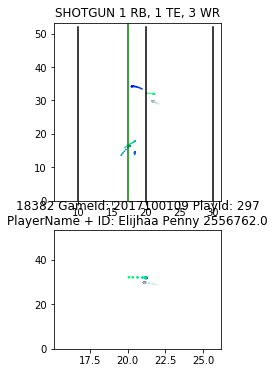 SHOTGUN 1 RB, 1 TE, 3 WR
50
40
30
20
10
0
10 15 20 25 30
18382 GameId: 2017100109 PlayId: 297
PlayerName + ID: Elijhaa Penny 2556762.0
40
20
0
17.5 20.0 22.5 25.0